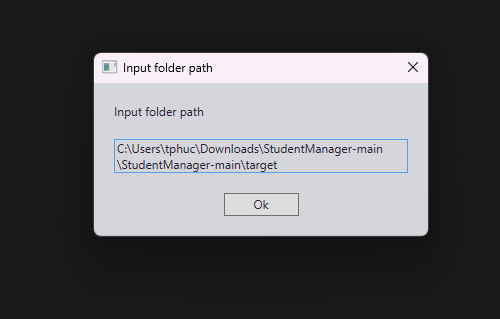 Input folder path
Input folder path
C:\Users\tphuc\Downloads\StudentManager-main
\StudentManager-main\target
Ok